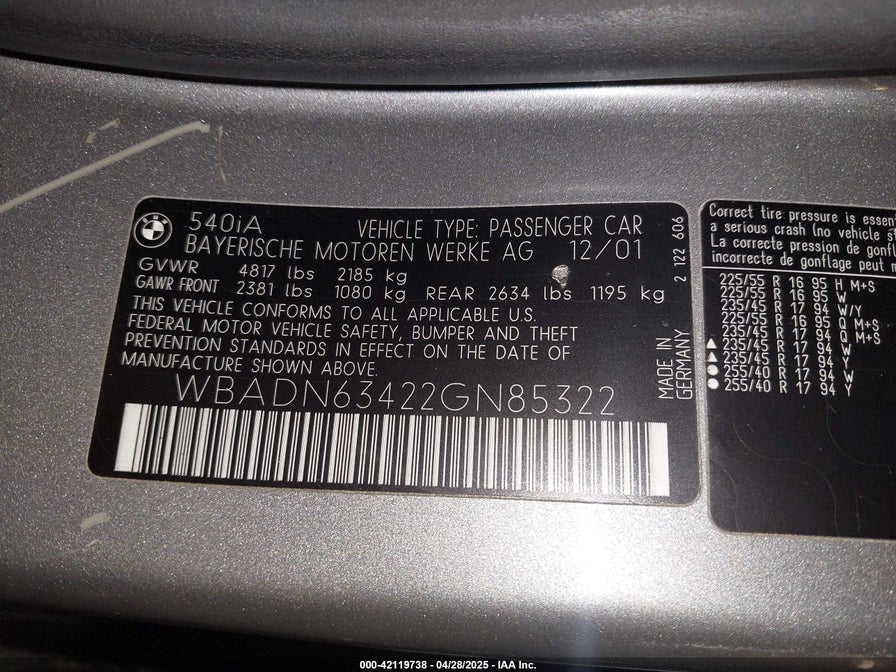 BMW
540iA VEHICLE TYPE: PASSENGER CAR
BAYERISCHE MOTOREN WERKE AG 12/01
GVWR 4817 lbs 2185 kg
GAWR FRONT 2381 lbs 1080 kg REAR 2634 lbs 1195 kg
THIS VEHICLE CONFORMS TO ALL APPLICABLE U.S.
FEDERAL MOTOR VEHICLE SAFETY, BUMPER AND THEFT
PREVENTION STANDARDS IN EFFECT ON THE DATE OF
MANUFACTURE SHOWN ABOVE.
WBADN63422GN85322
MADE IN
GERMANY
2 122 606
Correct tire pressure is essen
a serious crash (no vehicle s
La correcte pression de gonf
incorrecte de gonflage peut
225/55 R 16 95 H M+S
225/55 R 16 95 W
235/45 R 17 94 W/Y
225/55 R 16 95 Q M+S
235/45 R 17 94 Q M+S
▲ 235/45 R 17 94 W
▲ 235/45 R 17 94 Y
● 255/40 R 17 94 W
● 255/40 R 17 94 Y
000-42119738 - 04/28/2025 - IAA Inc.